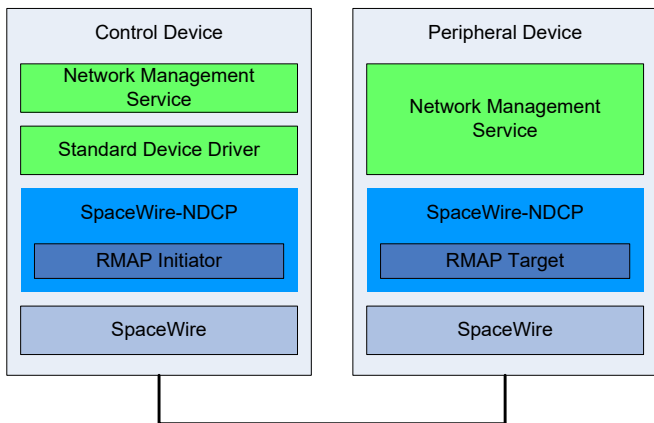 Control Device
Network Management
Service
Standard Device Driver
SpaceWire-NDCP
RMAP Initiator
SpaceWire
Peripheral Device
Network Management
Service
SpaceWire-NDCP
RMAP Target
SpaceWire